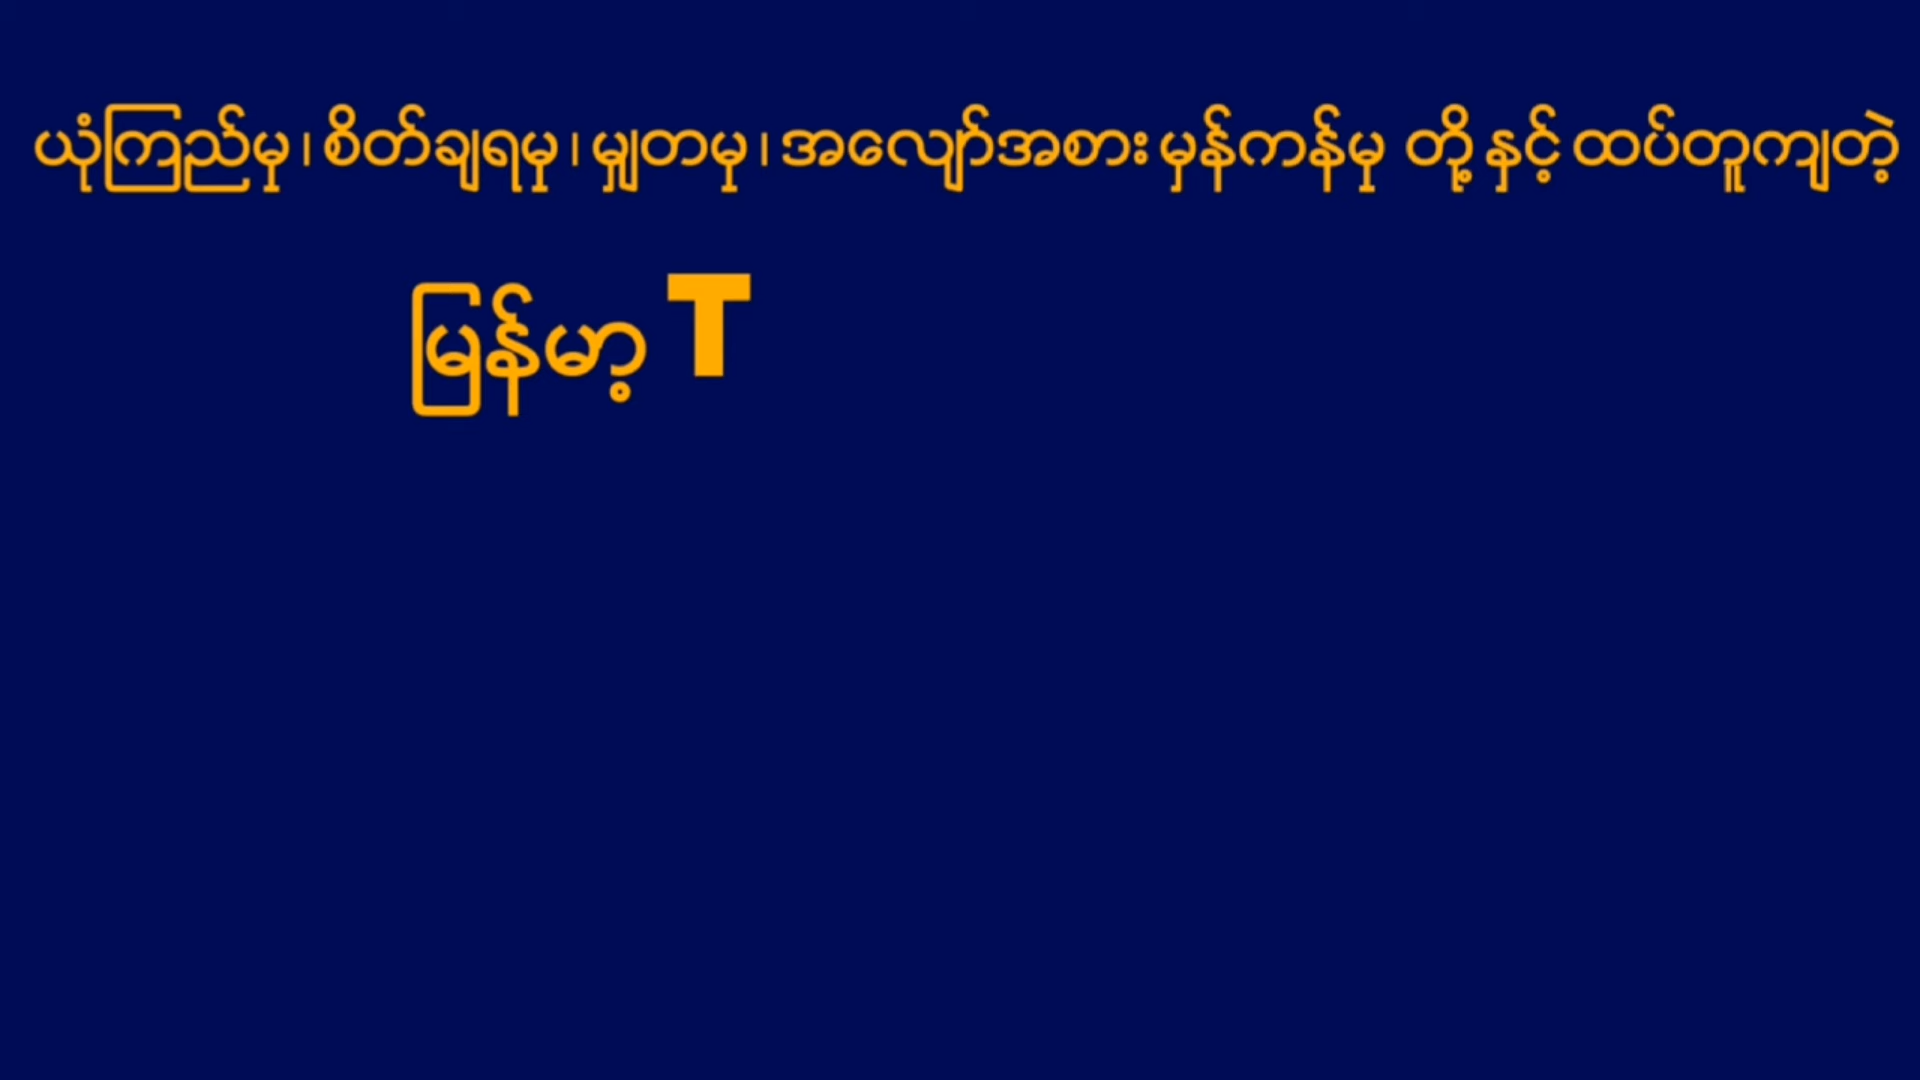 ယုံကြည်မှု ၊ စိတ်ချရမှု ၊ မျှတမှု ၊ အလျော်အစား မှန်ကန်မှု တို့ နှင့် ထပ်တူကျတဲ့
မြန်မာ့ T